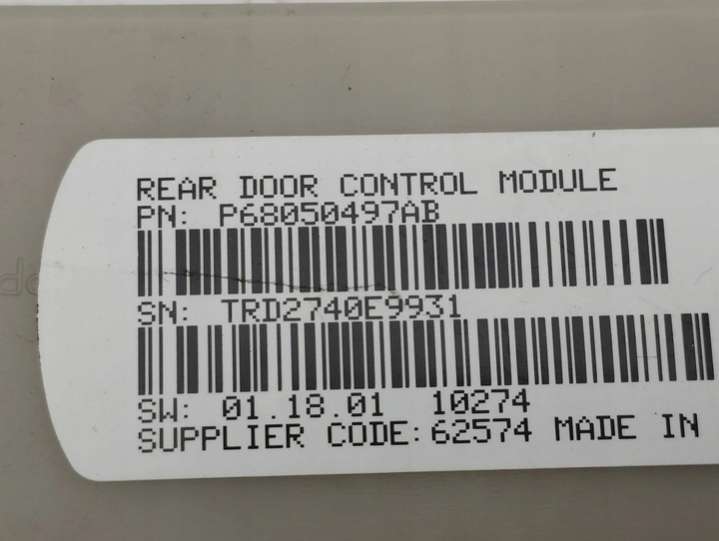 REAR DOOR CONTROL MODULE
PN: P68050497AB
SN: TRD2740E9931
SW: 01.18.01 10274
SUPPLIER CODE: 62574 MADE IN